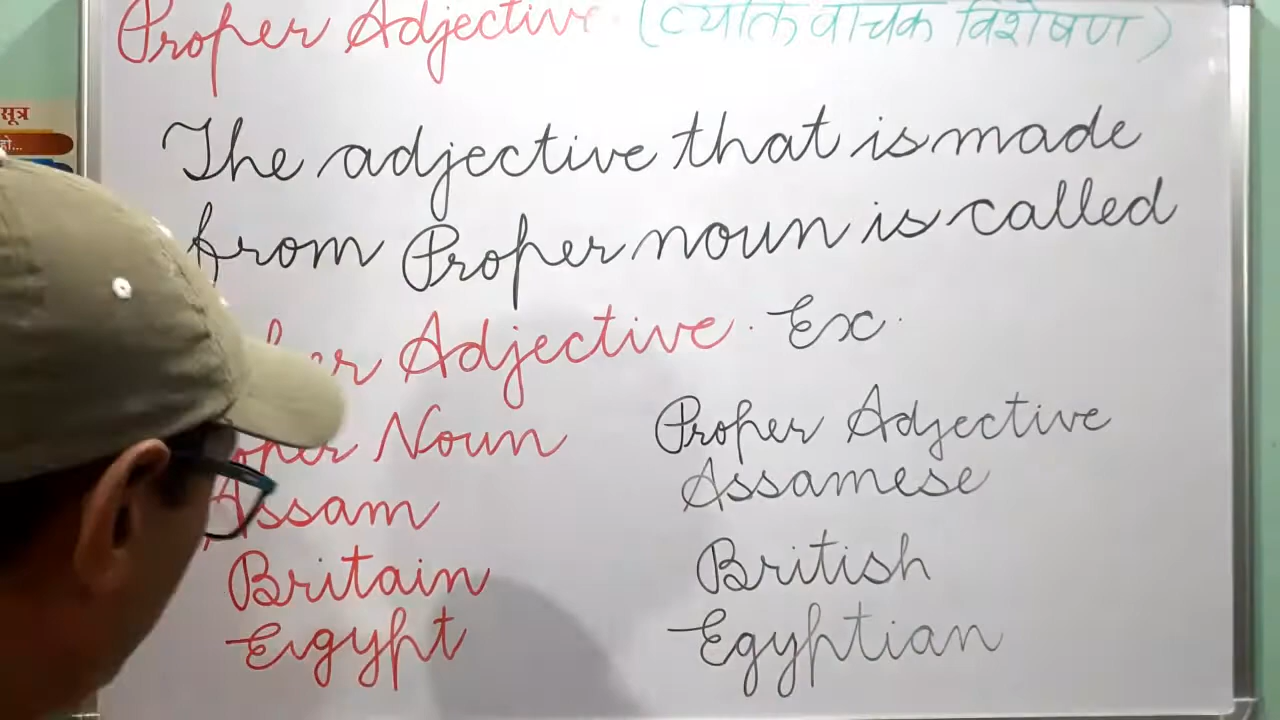 Proper Adjective (व्यक्ति वाचक विशेषण)
सूत्र
हो...
The adjective that is made
from Proper noun is called
Adjective. Ex.
Noun Proper Adjective
Assam Assamese
Britain British
Eigypt Egyptian